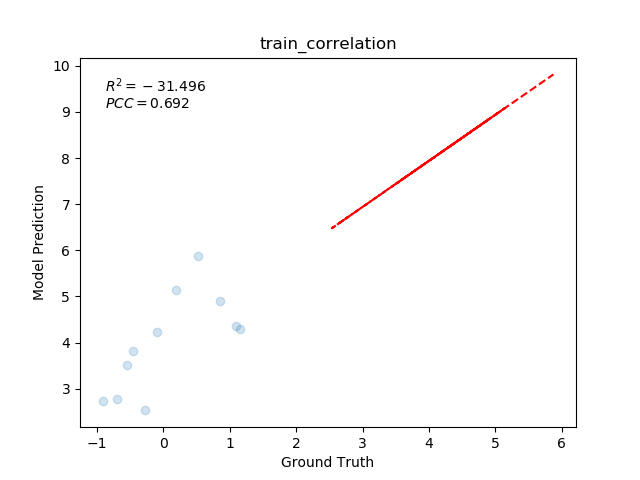 train_correlation
R² = −31.496
PCC = 0.692
10
9
8
7
6
5
4
3
Model Prediction
−1 0 1 2 3 4 5 6
Ground Truth